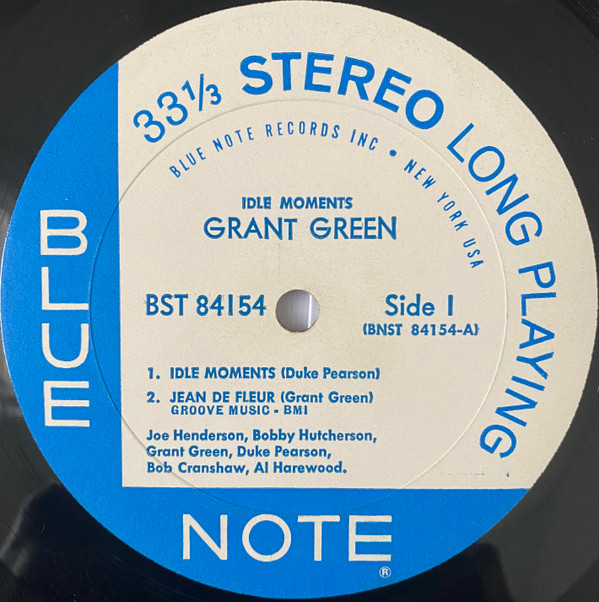 33⅓ STEREO LONG PLAYING
BLUE NOTE RECORDS INC • NEW YORK USA
IDLE MOMENTS
GRANT GREEN
BST 84154
Side 1
(BNST 84154-A)
1. IDLE MOMENTS (Duke Pearson)
2. JEAN DE FLEUR (Grant Green)
GROOVE MUSIC - BMI
Joe Henderson, Bobby Hutcherson,
Grant Green, Duke Pearson,
Bob Cranshaw, Al Harewood.
BLUE
NOTE
®